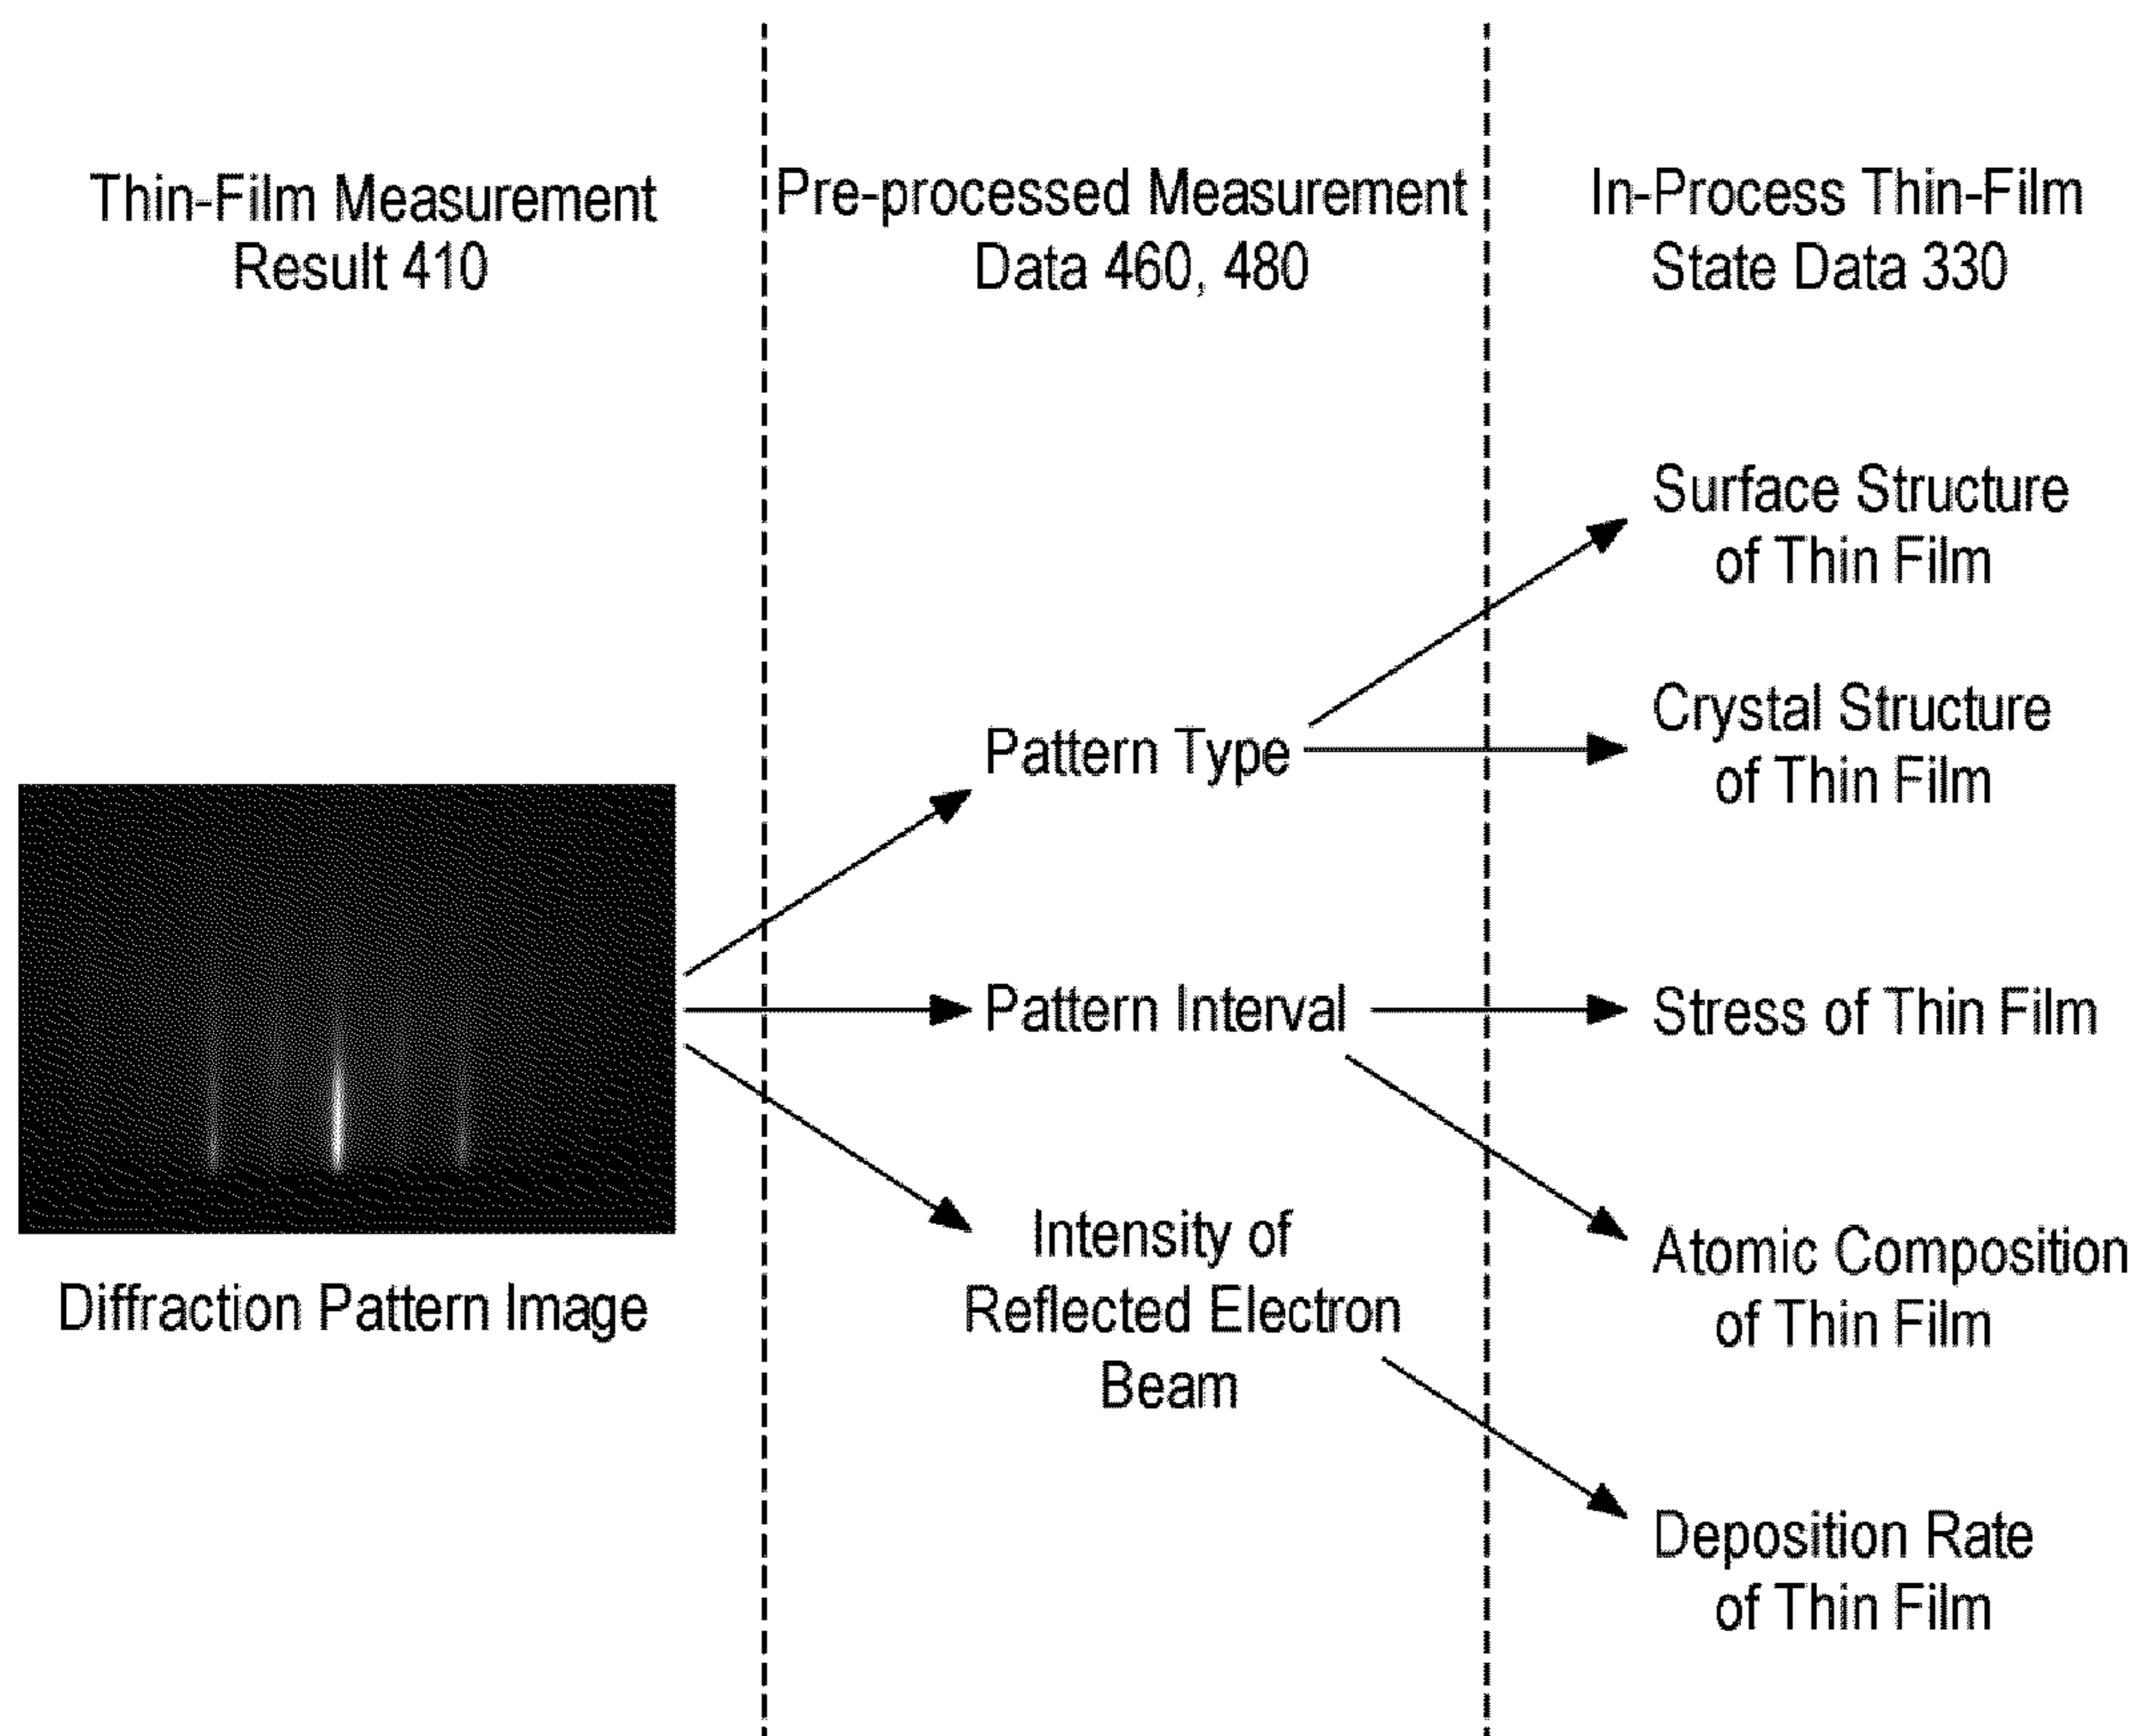 Thin-Film Measurement
Result 410
Pre-processed Measurement
Data 460, 480
In-Process Thin-Film
State Data 330
Diffraction Pattern Image
Pattern Type
Pattern Interval
Intensity of
Reflected Electron
Beam
Surface Structure
of Thin Film
Crystal Structure
of Thin Film
Stress of Thin Film
Atomic Composition
of Thin Film
Deposition Rate
of Thin Film